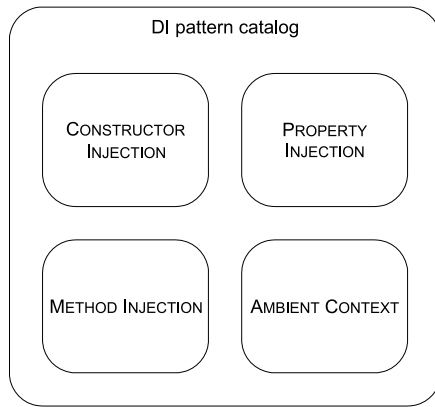 DI pattern catalog
CONSTRUCTOR
INJECTION
PROPERTY
INJECTION
METHOD INJECTION
AMBIENT CONTEXT